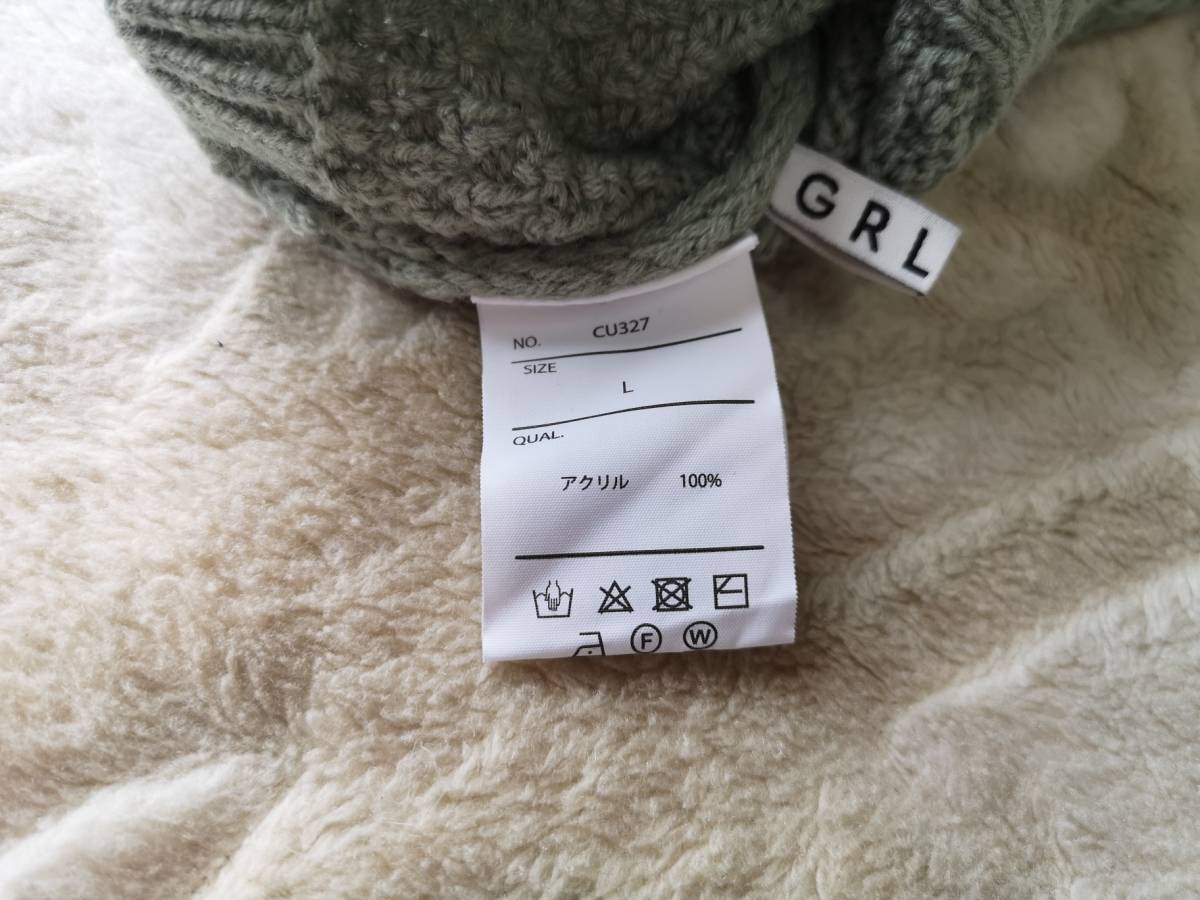 GRL
NO. CU327
SIZE
L
QUAL.
アクリル 100%
F W